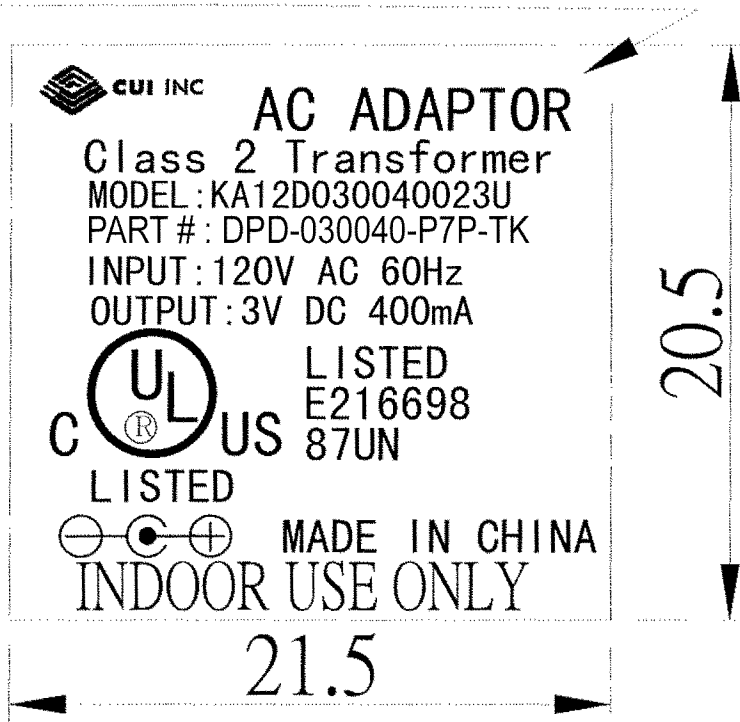 CUI INC
AC ADAPTOR
Class 2 Transformer
MODEL:KA12D030040023U
PART #: DPD-030040-P7P-TK
INPUT:120V AC 60Hz
OUTPUT:3V DC 400mA
C UL ® US
LISTED
LISTED
E216698
87UN
MADE IN CHINA
INDOOR USE ONLY
20.5
21.5